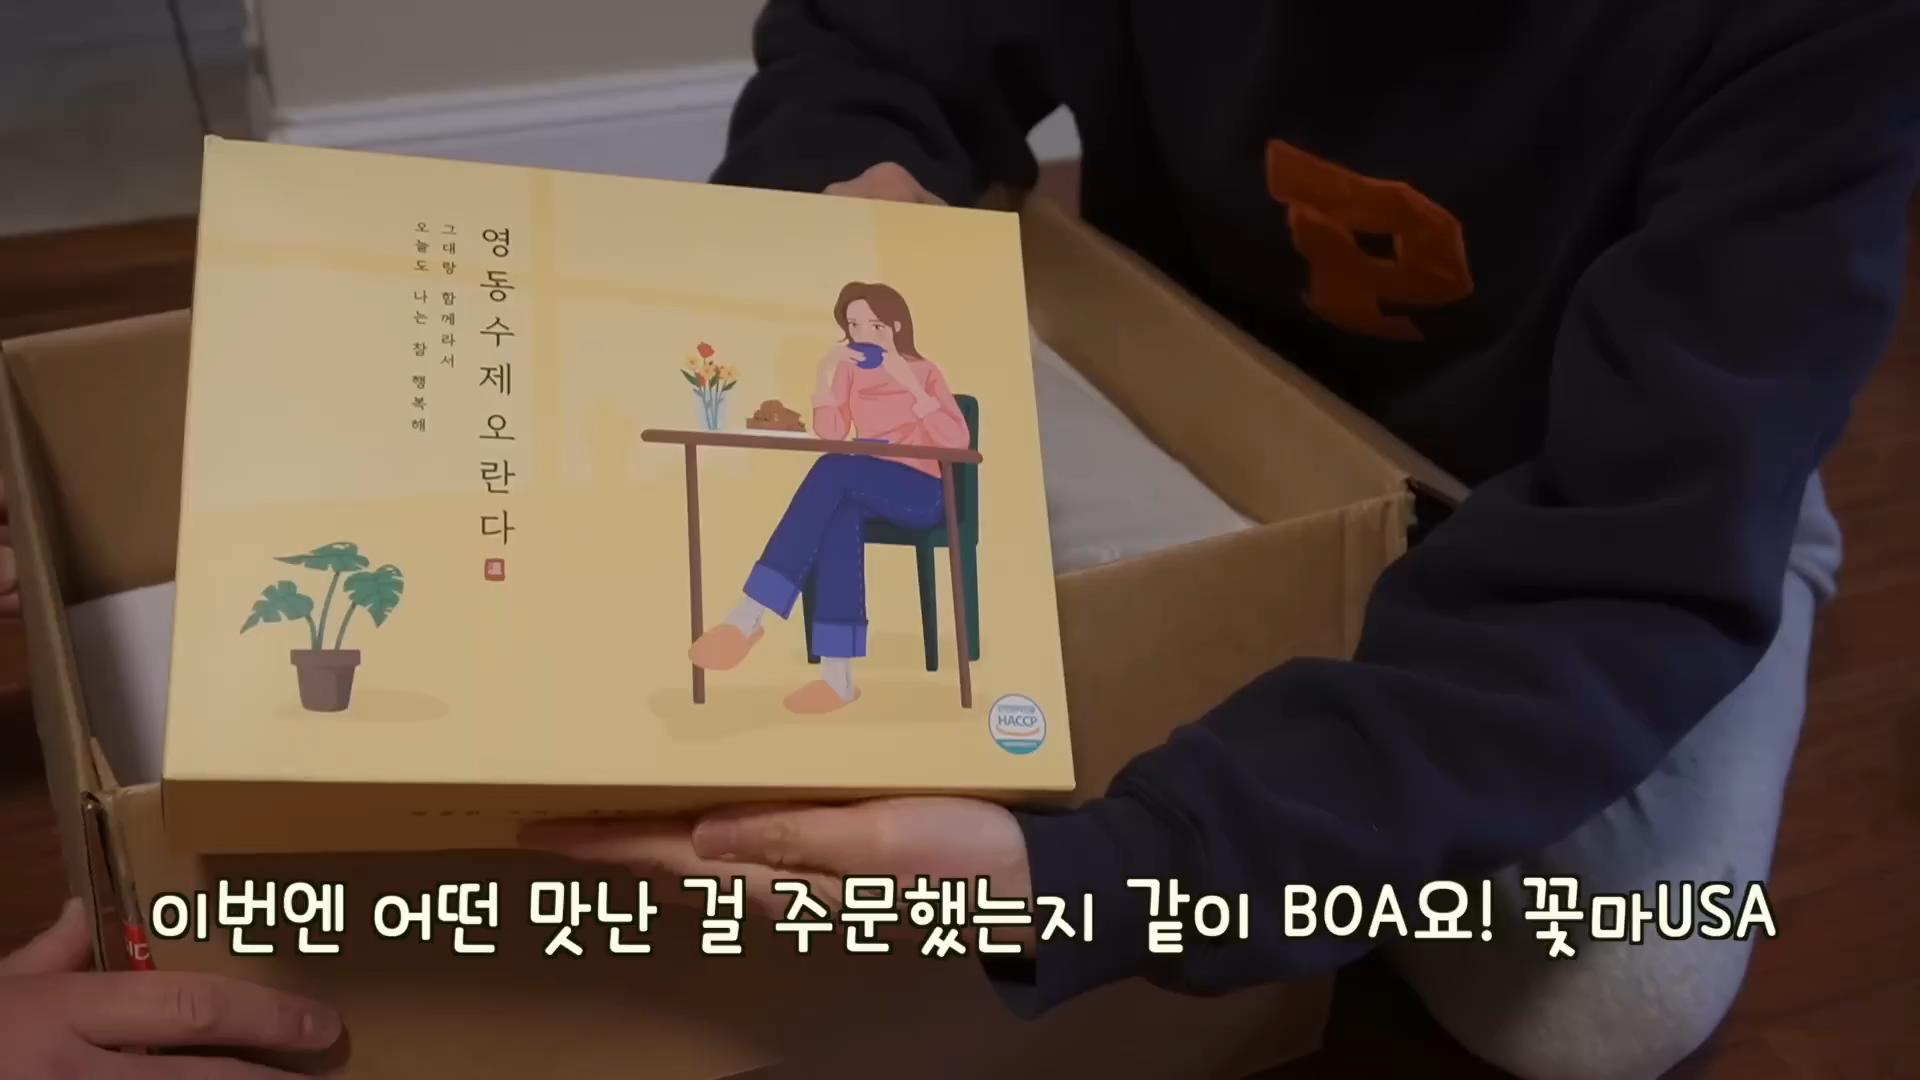 영동수제오란다
그대랑 함께라서
오늘도 나는 참 행복해
HACCP
이번엔 어떤 맛난 걸 주문했는지 같이 BOA요! 꽃마USA